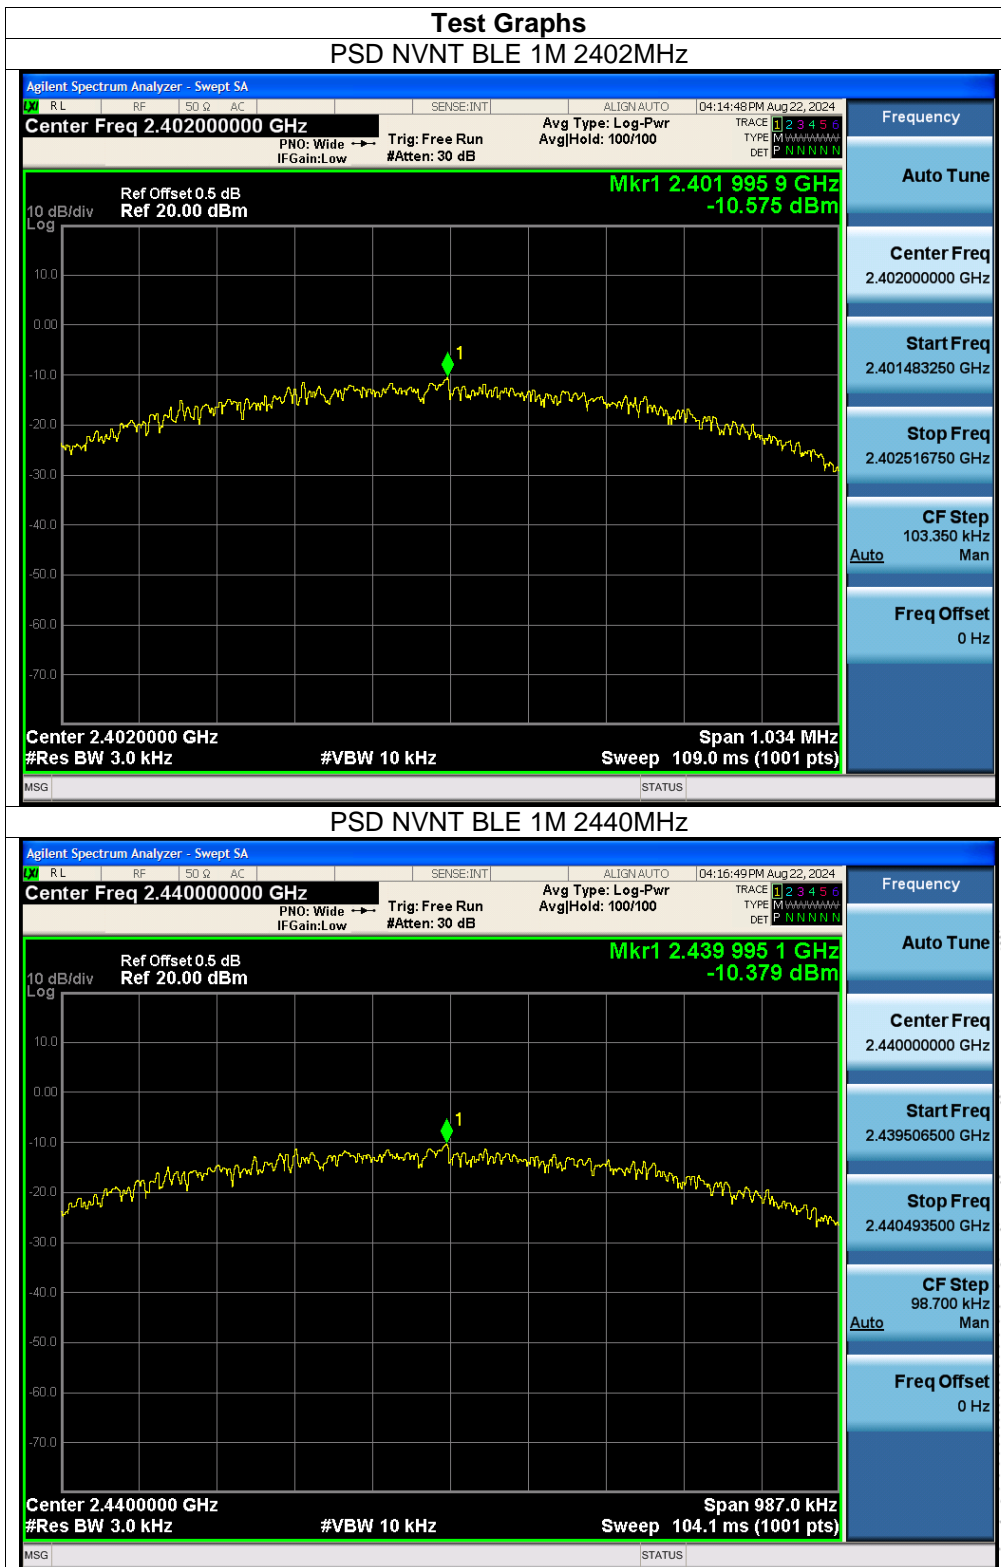 Test Graphs
PSD NVNT BLE 1M 2402MHz
Agilent Spectrum Analyzer - Swept SA
LXI RL RF 50 Ω AC SENSE:INT ALIGN AUTO 04:14:48 PM Aug 22, 2024
Center Freq 2.402000000 GHz
PNO: Wide
IFGain:Low
Trig: Free Run
#Atten: 30 dB
Avg Type: Log-Pwr
Avg|Hold: 100/100
TRACE 1 2 3 4 5 6
TYPE M
DET P N N N N N
Mkr1 2.401 995 9 GHz
-10.575 dBm
Ref Offset 0.5 dB
10 dB/div Ref 20.00 dBm
Log
10.0
0.00
1
-10.0
-20.0
-30.0
-40.0
-50.0
-60.0
-70.0
Center 2.4020000 GHz Span 1.034 MHz
#Res BW 3.0 kHz #VBW 10 kHz Sweep 109.0 ms (1001 pts)
MSG STATUS
Frequency
Auto Tune
Center Freq
2.402000000 GHz
Start Freq
2.401483250 GHz
Stop Freq
2.402516750 GHz
CF Step
103.350 kHz
Auto Man
Freq Offset
0 Hz
PSD NVNT BLE 1M 2440MHz
Agilent Spectrum Analyzer - Swept SA
LXI RL RF 50 Ω AC SENSE:INT ALIGN AUTO 04:16:49 PM Aug 22, 2024
Center Freq 2.440000000 GHz
PNO: Wide
IFGain:Low
Trig: Free Run
#Atten: 30 dB
Avg Type: Log-Pwr
Avg|Hold: 100/100
TRACE 1 2 3 4 5 6
TYPE M
DET P N N N N N
Mkr1 2.439 995 1 GHz
-10.379 dBm
Ref Offset 0.5 dB
10 dB/div Ref 20.00 dBm
Log
10.0
0.00
1
-10.0
-20.0
-30.0
-40.0
-50.0
-60.0
-70.0
Center 2.4400000 GHz Span 987.0 kHz
#Res BW 3.0 kHz #VBW 10 kHz Sweep 104.1 ms (1001 pts)
MSG STATUS
Frequency
Auto Tune
Center Freq
2.440000000 GHz
Start Freq
2.439506500 GHz
Stop Freq
2.440493500 GHz
CF Step
98.700 kHz
Auto Man
Freq Offset
0 Hz